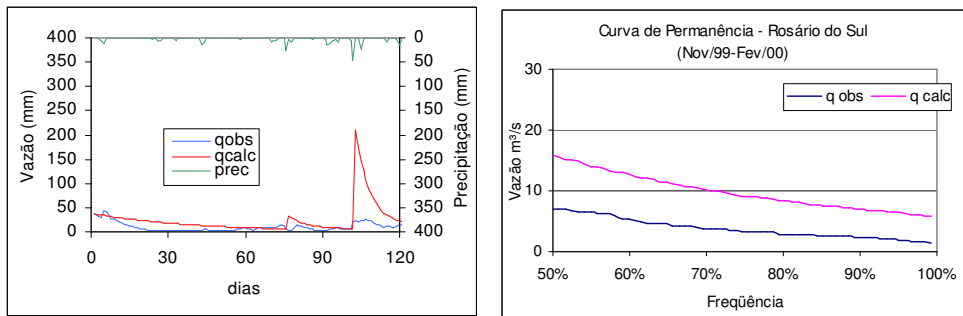 400
350
300
250
200
150
100
50
0
Vazão (mm)
qobs
qcalc
prec
0
50
100
150
200
250
300
350
400
Precipitação (mm)
0 30 60 90 120
dias
Curva de Permanência - Rosário do Sul
(Nov/99-Fev/00)
30
20
10
0
Vazão m³/s
q obs q calc
50% 60% 70% 80% 90% 100%
Freqüência